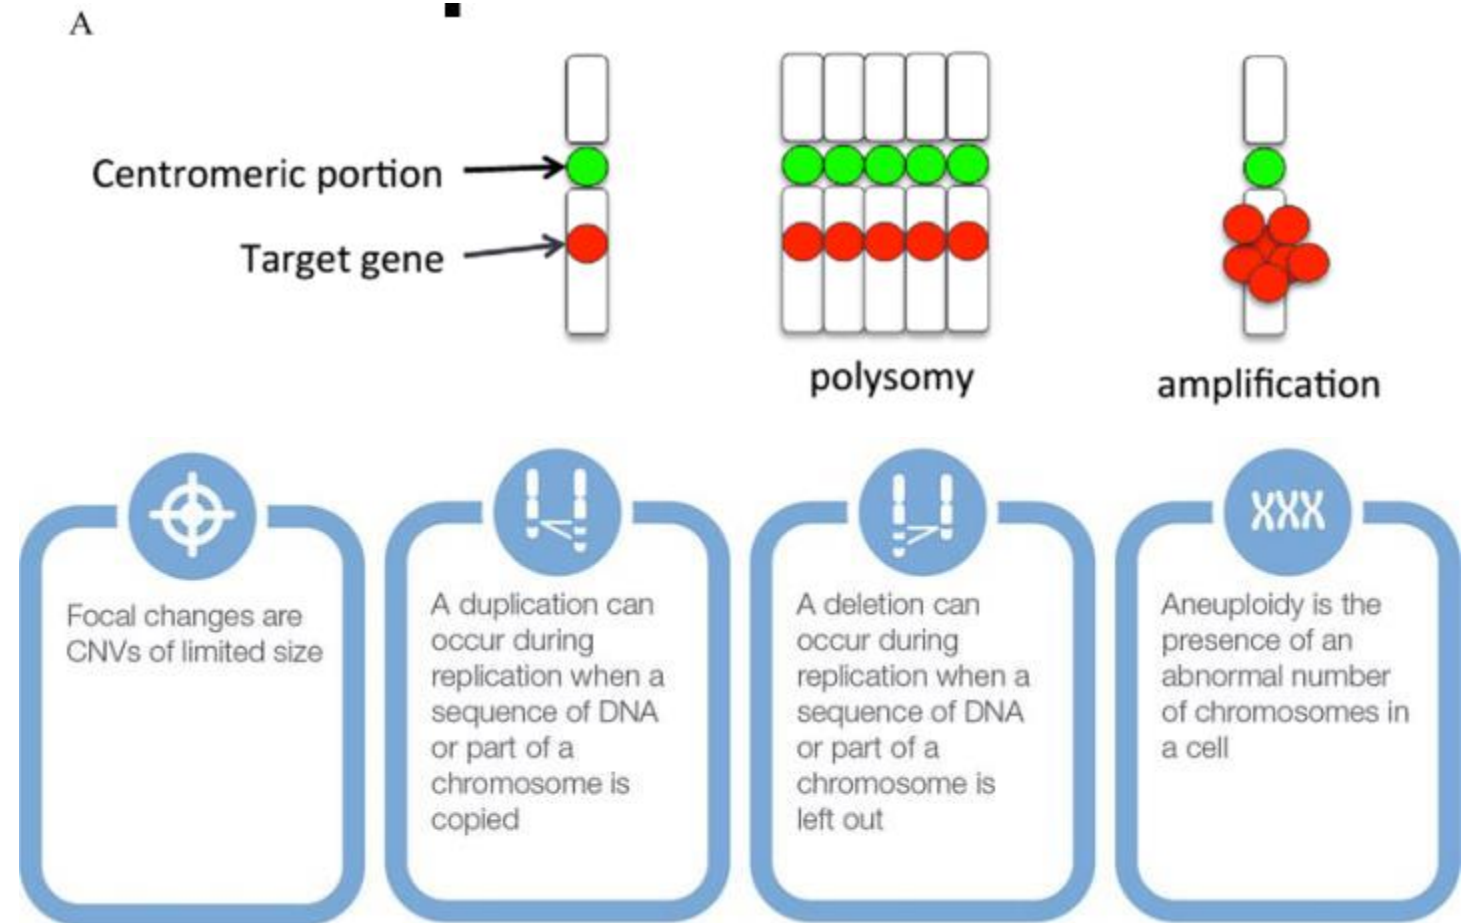 A
Centromeric portion
Target gene
polysomy
amplification
Focal changes are
CNVs of limited size
A duplication can
occur during
replication when a
sequence of DNA
or part of a
chromosome is
copied
A deletion can
occur during
replication when a
sequence of DNA
or part of a
chromosome is
left out
XXX
Aneuploidy is the
presence of an
abnormal number
of chromosomes in
a cell